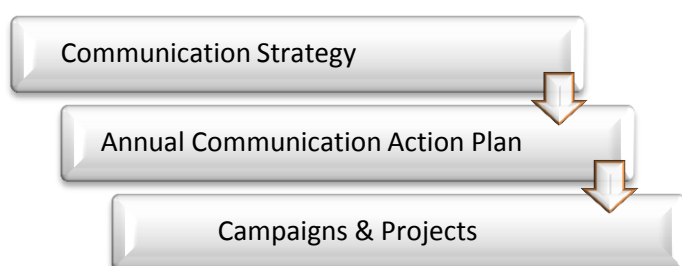 Communication Strategy
Annual Communication Action Plan
Campaigns & Projects